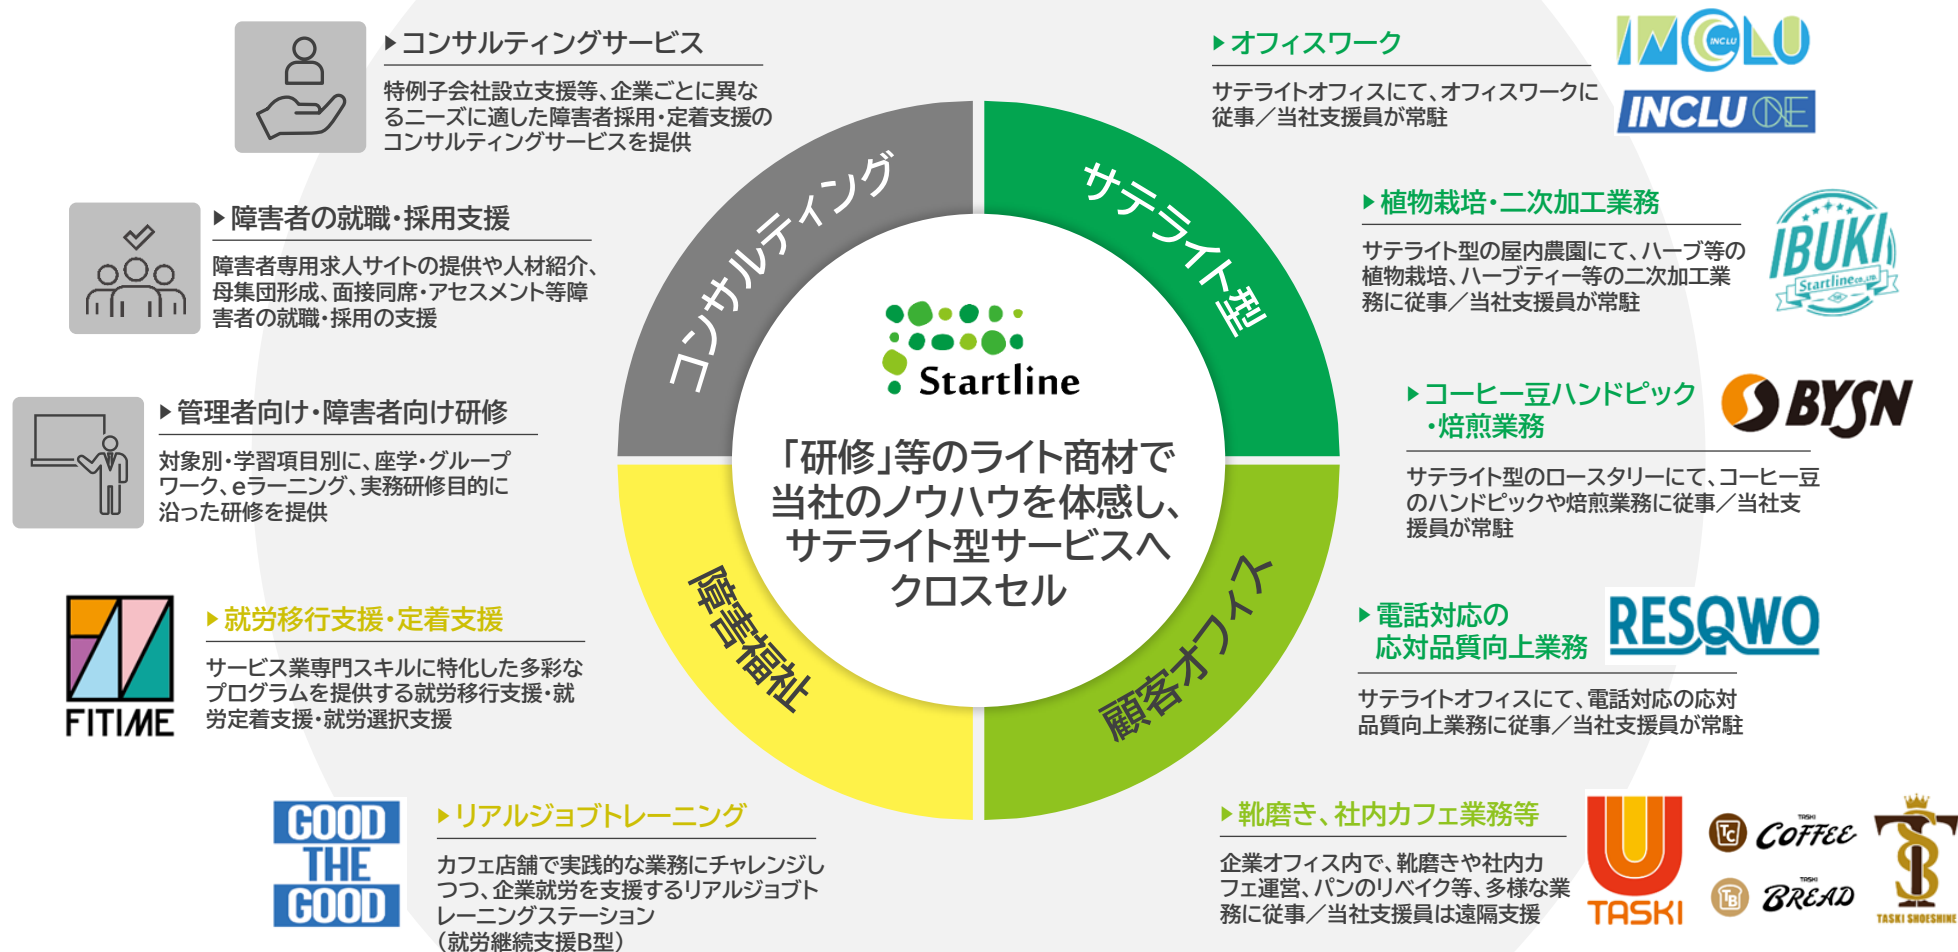 ▶コンサルティングサービス
特例子会社設立支援等、企業ごとに異な
るニーズに適した障害者採用・定着支援の
コンサルティングサービスを提供
▶障害者の就職・採用支援
障害者専用求人サイトの提供や人材紹介、
母集団形成、面接同席・アセスメント等障
害者の就職・採用の支援
▶管理者向け・障害者向け研修
対象別・学習項目別に、座学・グループ
ワーク、eラーニング、実務研修目的に
沿った研修を提供
FITIME
▶就労移行支援・定着支援
サービス業専門スキルに特化した多彩な
プログラムを提供する就労移行支援・就
労定着支援・就労選択支援
GOOD
THE
GOOD
▶リアルジョブトレーニング
カフェ店舗で実践的な業務にチャレンジし
つつ、企業就労を支援するリアルジョブト
レーニングステーション
（就労継続支援B型）
コンサルティング
サテライト型
障害福祉
顧客オフィス
Startline
「研修」等のライト商材で
当社のノウハウを体感し、
サテライト型サービスへ
クロスセル
▶オフィスワーク
サテライトオフィスにて、オフィスワークに
従事／当社支援員が常駐
INCLU
INCLU
INCLU ONE
▶植物栽培・二次加工業務
サテライト型の屋内農園にて、ハーブ等の
植物栽培、ハーブティー等の二次加工業
務に従事／当社支援員が常駐
IBUKI
Startline co.,Ltd.
▶コーヒー豆ハンドピック
・焙煎業務
サテライト型のロースタリーにて、コーヒー豆
のハンドピックや焙煎業務に従事／当社支
援員が常駐
BYSN
▶電話対応の
応対品質向上業務
サテライトオフィスにて、電話対応の応対
品質向上業務に従事／当社支援員が常駐
RESQWO
▶靴磨き、社内カフェ業務等
企業オフィス内で、靴磨きや社内カ
フェ運営、パンのリベイク等、多様な業
務に従事／当社支援員は遠隔支援
TASKI
TC
TASKI
COFFEE
TB
TASKI
BREAD
TS
TASKI SHOESHINE